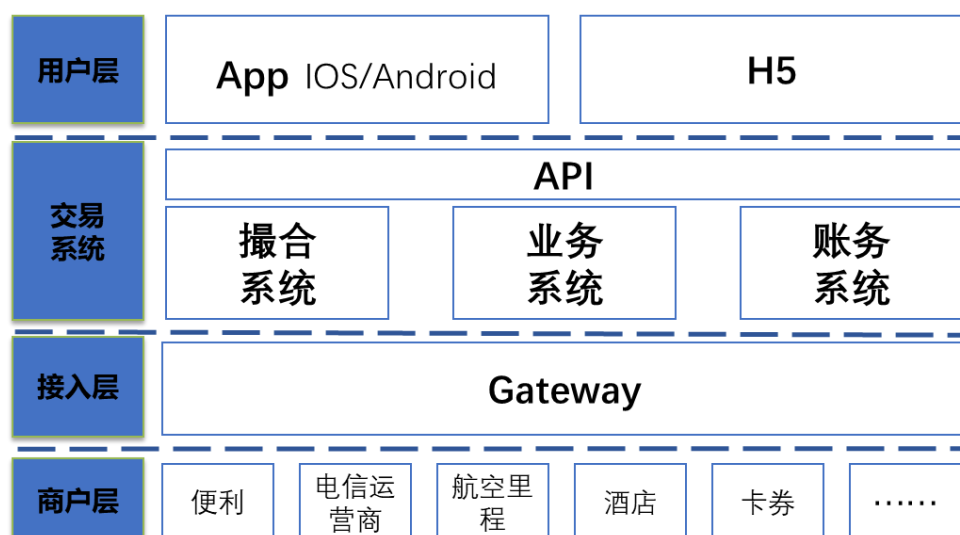 用户层
App IOS/Android
H5
交易
系统
API
撮合
系统
业务
系统
账务
系统
接入层
Gateway
商户层
便利
电信运
营商
航空里
程
酒店
卡券
……